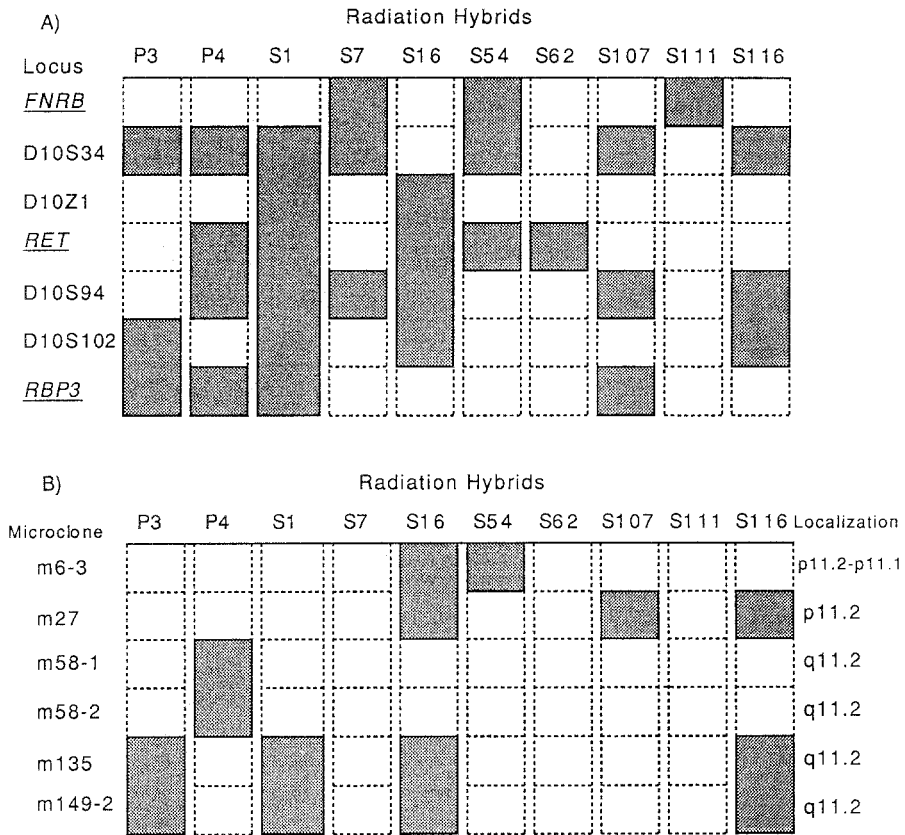 A)
Radiation Hybrids
Locus P3 P4 S1 S7 S16 S54 S62 S107 S111 S116
FNRB
D10S34
D10Z1
RET
D10S94
D10S102
RBP3
B)
Radiation Hybrids
Microclone P3 P4 S1 S7 S16 S54 S62 S107 S111 S116 Localization
m6-3 p11.2-p11.1
m27 p11.2
m58-1 q11.2
m58-2 q11.2
m135 q11.2
m149-2 q11.2